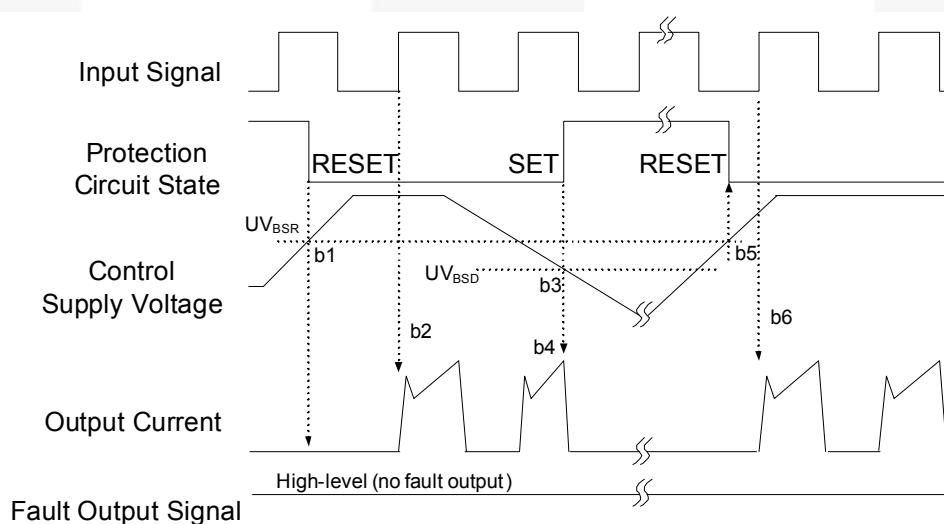 Input Signal
Protection
Circuit State
RESET
SET
RESET
UVBSR
b1
b5
Control
Supply Voltage
UVBSD
b3
b2
b4
b6
Output Current
High-level (no fault output)
Fault Output Signal